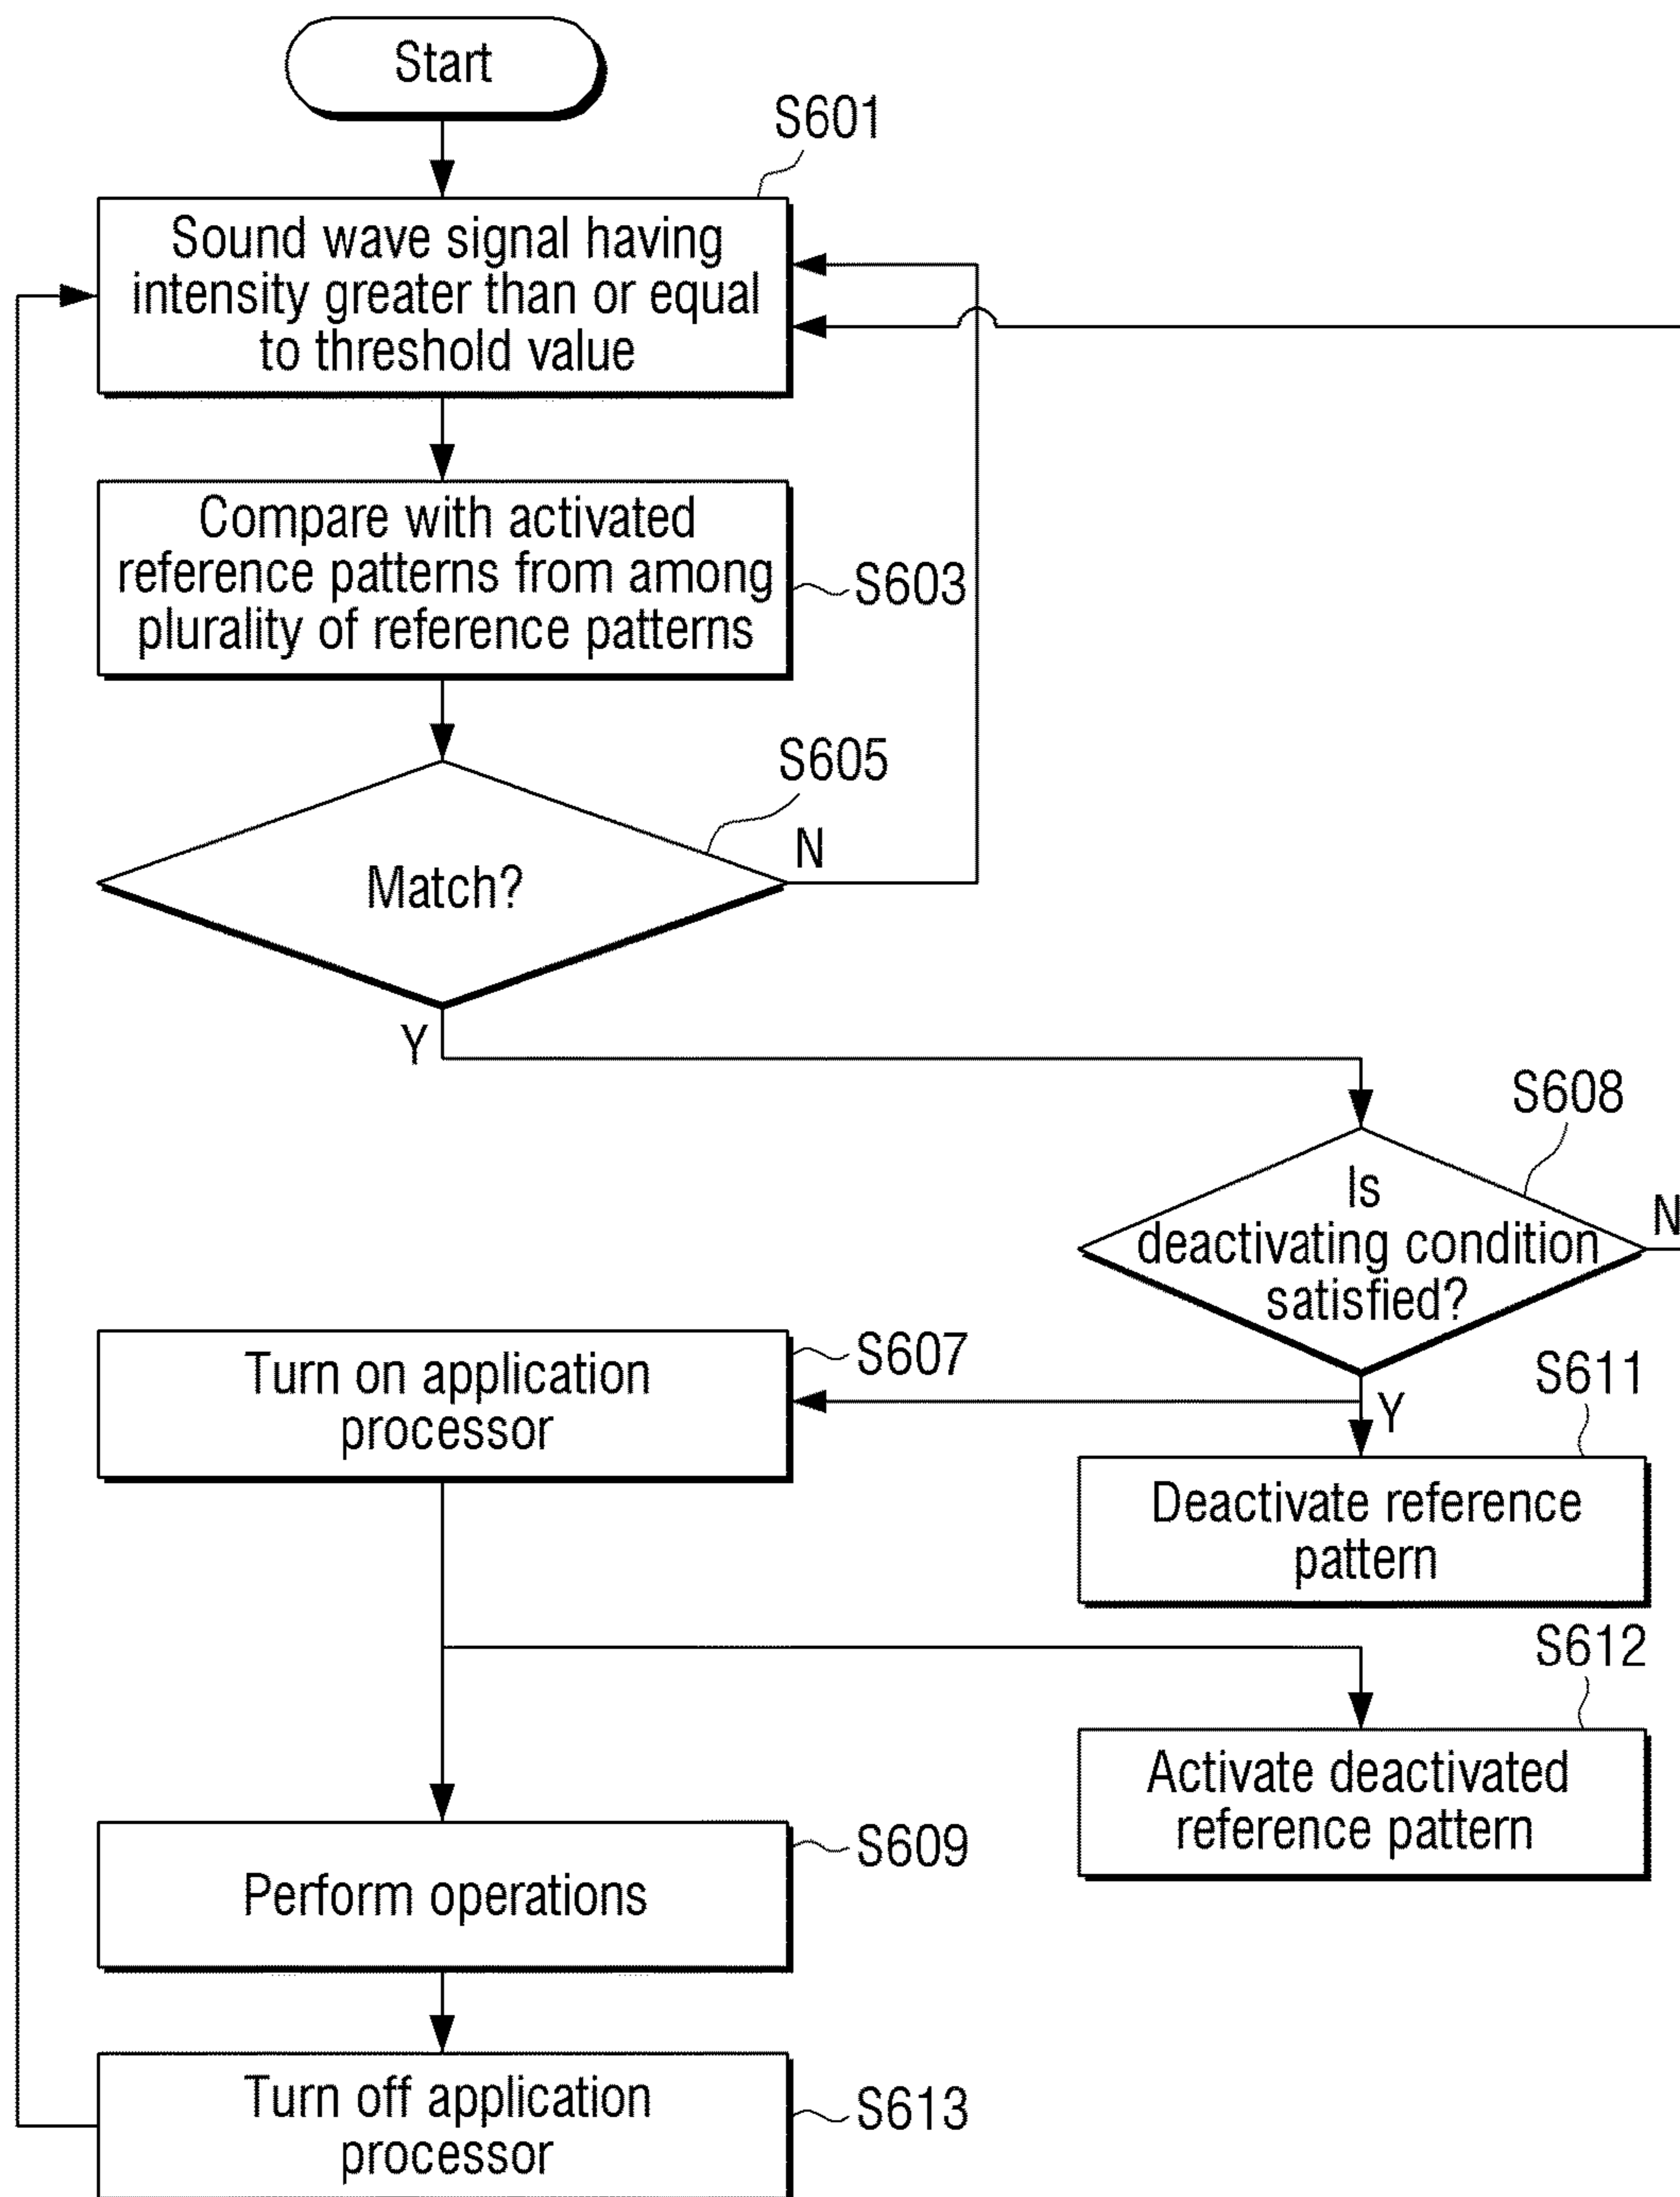 Start
S601
Sound wave signal having
intensity greater than or equal
to threshold value
Compare with activated
reference patterns from among
plurality of reference patterns
S603
S605
Match?
N
Y
S608
Is
deactivating condition
satisfied?
N
Y
S607
Turn on application
processor
S611
Deactivate reference
pattern
S612
Activate deactivated
reference pattern
S609
Perform operations
Turn off application
processor
S613